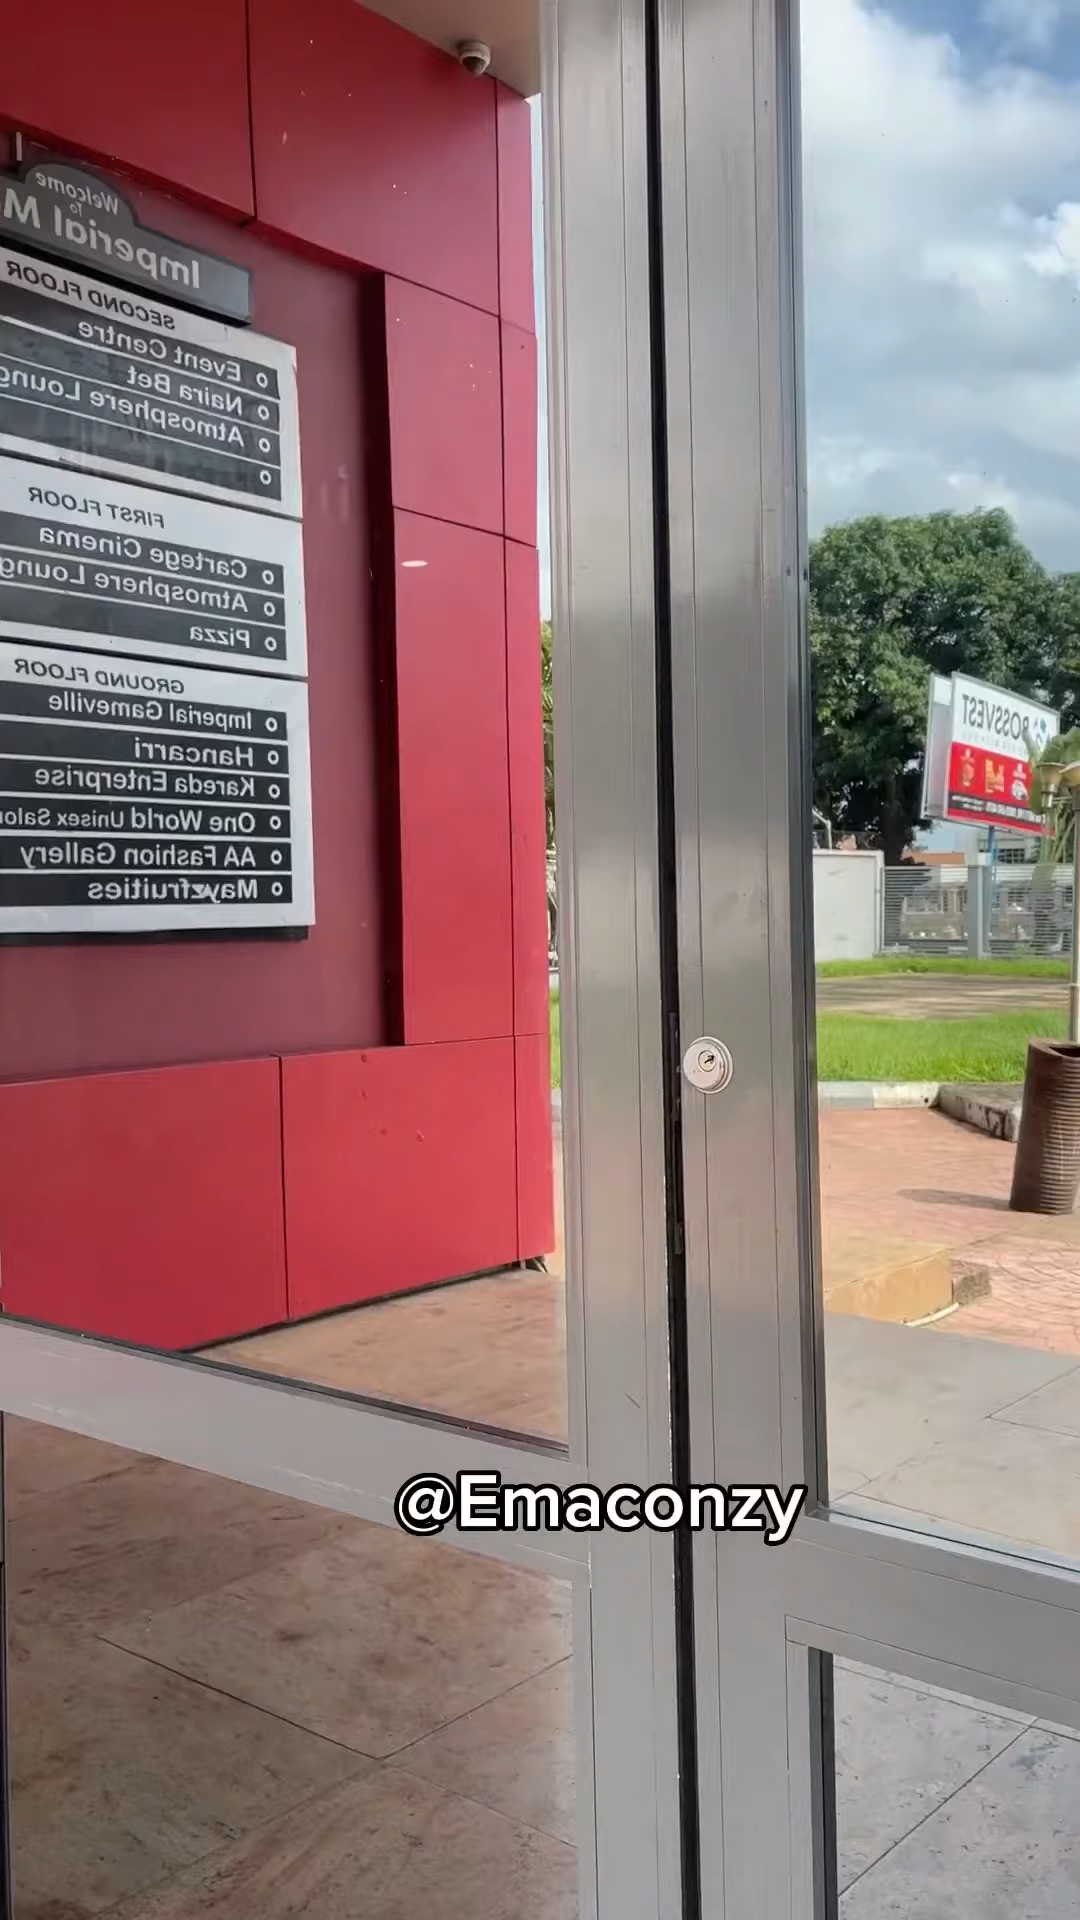 Welcome
To
Imperial M
SECOND FLOOR
Event Centre
Naira Bet
Atmosphere Loung
FIRST FLOOR
Cartege Cinema
Atmosphere Loung
Pizza
GROUND FLOOR
Imperial Gameville
Hancarri
Kareda Enterprise
One World Unisex Salo
AA Fashion Gallery
Mayfruities
BOSSVEST
@Emaconzy